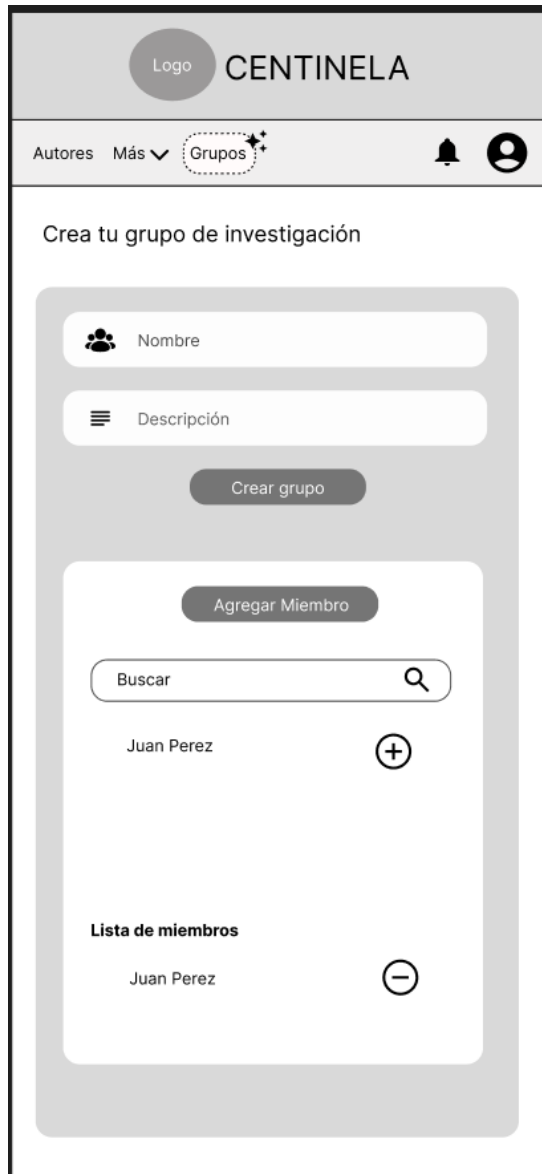 Logo CENTINELA
Autores Más Grupos
Crea tu grupo de investigación
Nombre
Descripción
Crear grupo
Agregar Miembro
Buscar
Juan Perez
Lista de miembros
Juan Perez